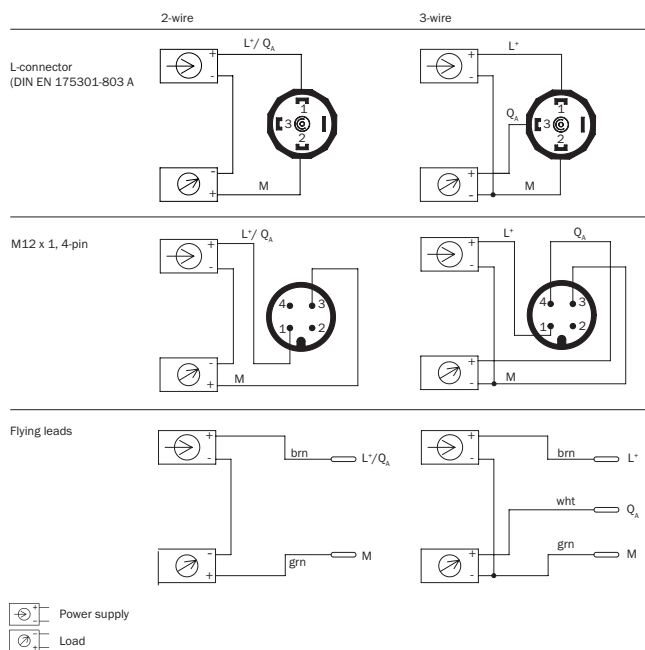 2-wire 3-wire
L-connector
(DIN EN 175301-803 A
L⁺/ Q_A L⁺
+ - + -
1 3 2 1 3 2
Q_A
- + M + - M
M12 x 1, 4-pin
L⁺/ Q_A L⁺ Q_A
+ - + -
4 3 4 3
1 2 1 2
- + M + - M
Flying leads
+ - brn L⁺/Q_A + - brn L⁺
wht Q_A
- + grn M + - grn M
+ - Power supply
- + Load